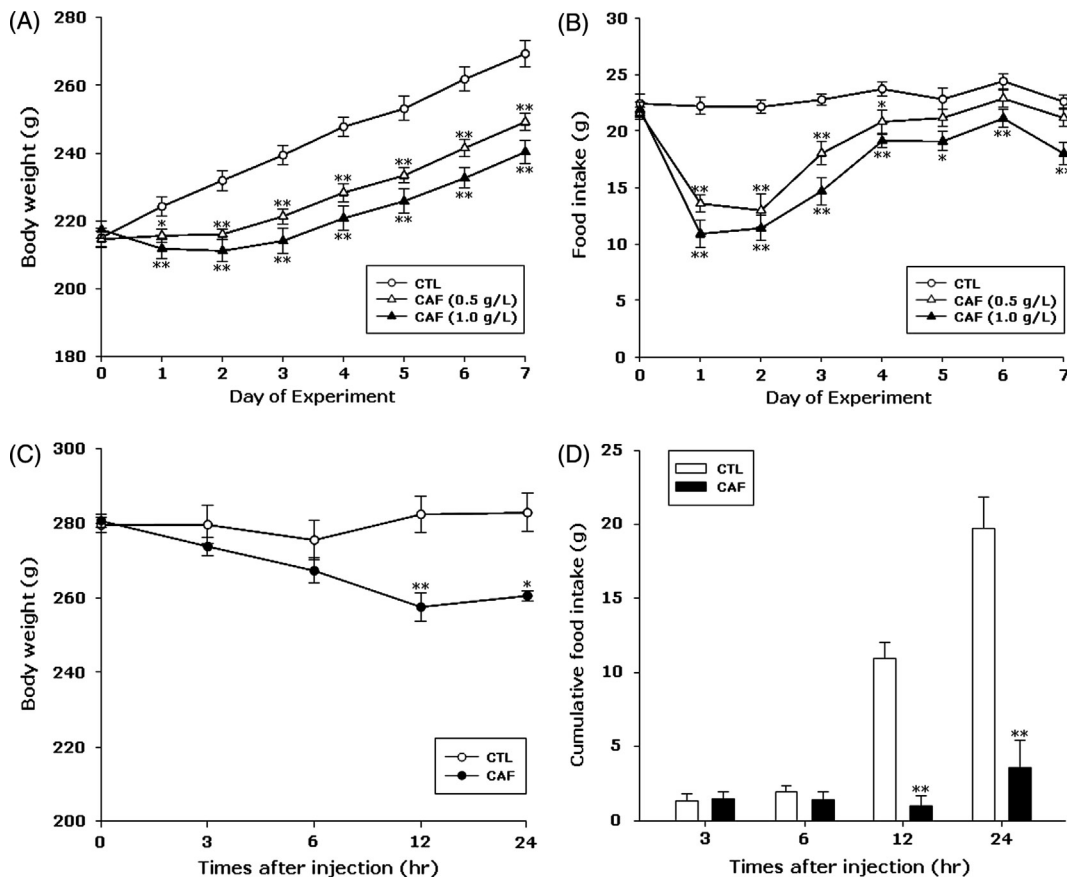 (A)
280
260
240
220
200
180
Body weight (g)
*
**
**
**
**
**
**
**
**
**
**
**
**
**
CTL
CAF (0.5 g/L)
CAF (1.0 g/L)
0 1 2 3 4 5 6 7
Day of Experiment
(B)
30
25
20
15
10
5
0
Food intake (g)
**
**
**
*
**
**
**
**
*
**
**
CTL
CAF (0.5 g/L)
CAF (1.0 g/L)
0 1 2 3 4 5 6 7
Day of Experiment
(C)
300
280
260
240
220
200
Body weight (g)
**
*
CTL
CAF
0 3 6 12 24
Times after injection (hr)
(D)
25
20
15
10
5
0
Cumulative food intake (g)
CTL
CAF
**
**
3 6 12 24
Times after injection (hr)